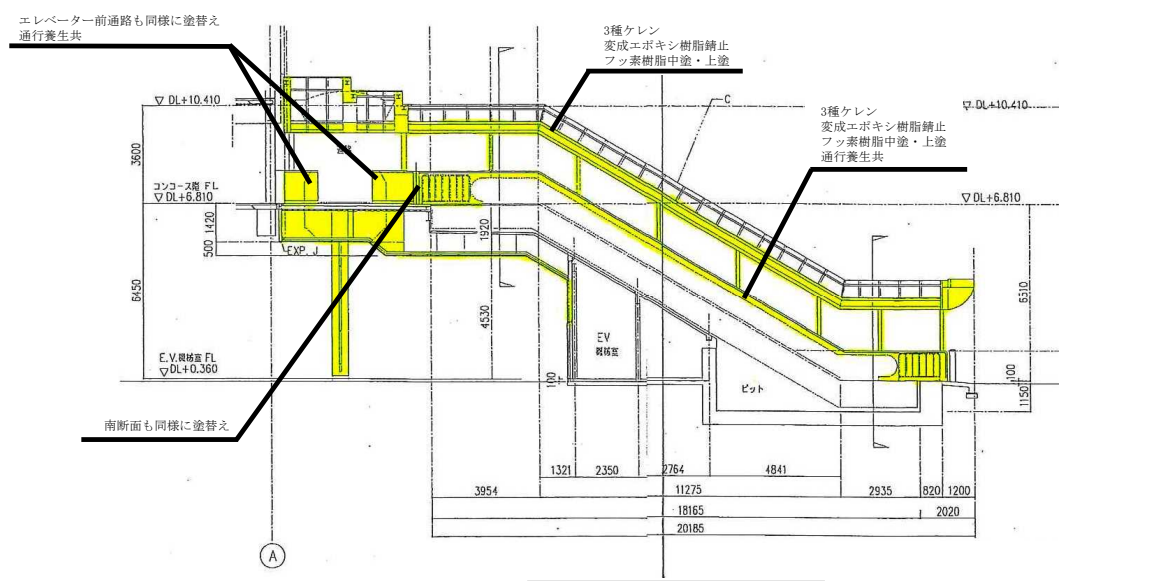 エレベーター前通路も同様に塗替え
通行養生共
3種ケレン
変成エポキシ樹脂錆止
フッ素樹脂中塗・上塗
3種ケレン
変成エポキシ樹脂錆止
フッ素樹脂中塗・上塗
通行養生共
C
▽ DL+10.410
▽ DL+10.410
3600
コンコース階 FL
▽ DL+6.810
▽ DL+6.810
1420
500
EXP. J
1920
6450
4530
6510
EV
機械室
E.V.機械室 FL
▽DL+0.360
100
ピット
100
1150
南断面も同様に塗替え
1321
2350
2764
4841
3954
11275
2935
820
1200
18165
2020
20185
A